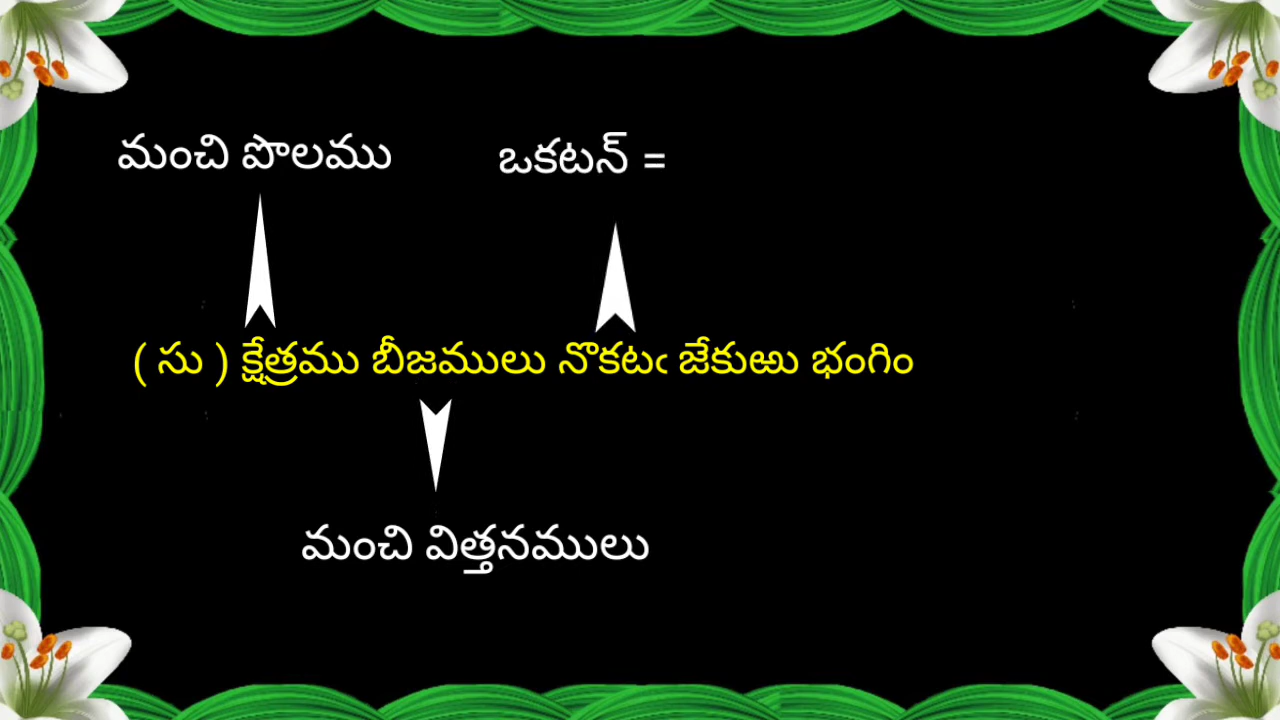 మంచి పొలము ఒకటన్ =
( సు ) క్షేత్రము బీజములు నొకటఁ జేకుఱు భంగిం
మంచి విత్తనములు